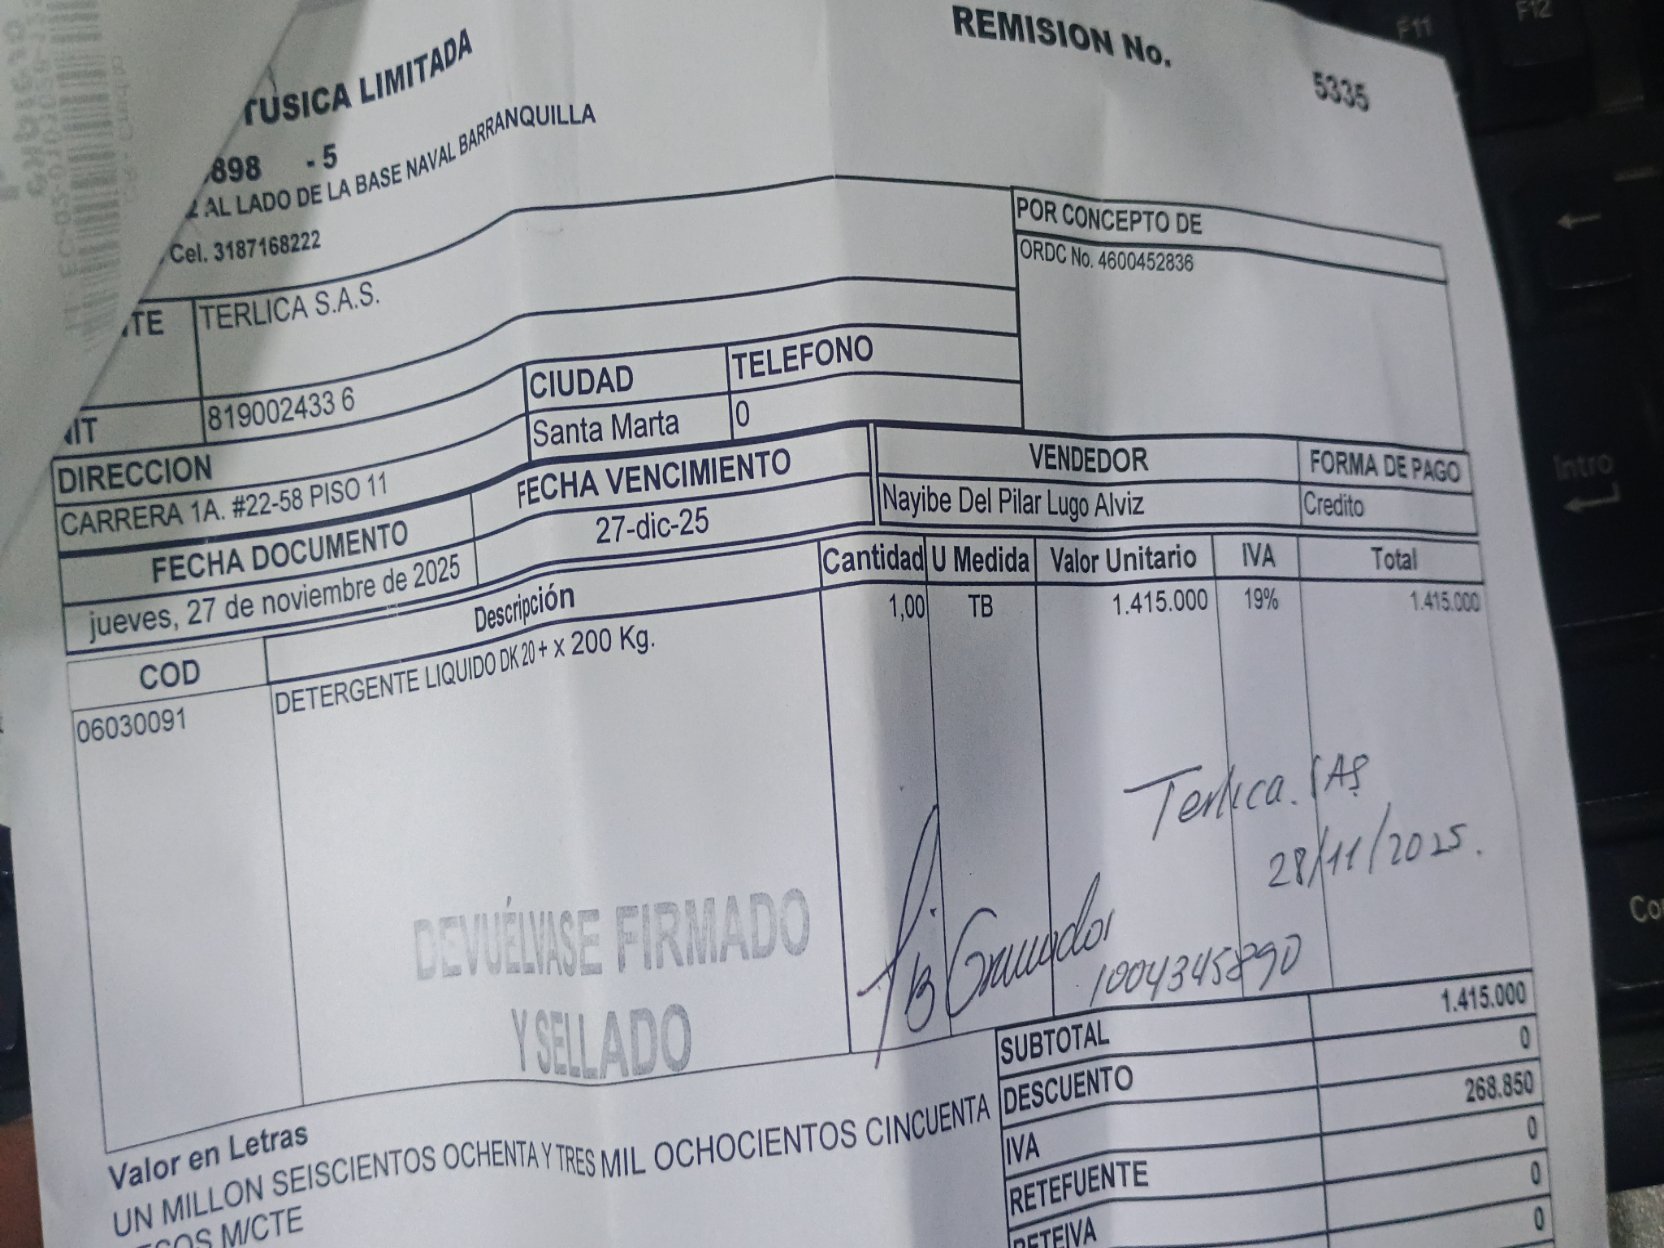 REMISION No.
5335
TUSICA LIMITADA
898 - 5
AL LADO DE LA BASE NAVAL BARRANQUILLA
Cel. 3187168222
POR CONCEPTO DE
ORDC No. 4600452836
TE TERLICA S.A.S.
NIT 819002433 6
CIUDAD TELEFONO
Santa Marta 0
DIRECCION
CARRERA 1A. #22-58 PISO 11
FECHA DOCUMENTO FECHA VENCIMIENTO
jueves, 27 de noviembre de 2025 27-dic-25
VENDEDOR FORMA DE PAGO
Nayibe Del Pilar Lugo Alviz Credito
COD Descripción Cantidad U Medida Valor Unitario IVA Total
06030091 DETERGENTE LIQUIDO DK 20+ x 200 Kg. 1,00 TB 1.415.000 19% 1.415.000
Terlica. SAS
28/11/2025.
Granados
1004345890
DEVUÉLVASE FIRMADO
Y SELLADO
SUBTOTAL 1.415.000
DESCUENTO 0
IVA 268.850
RETEFUENTE 0
RETEIVA 0
0
Valor en Letras
UN MILLON SEISCIENTOS OCHENTA Y TRES MIL OCHOCIENTOS CINCUENTA
M/CTE
F11
F12
Intro